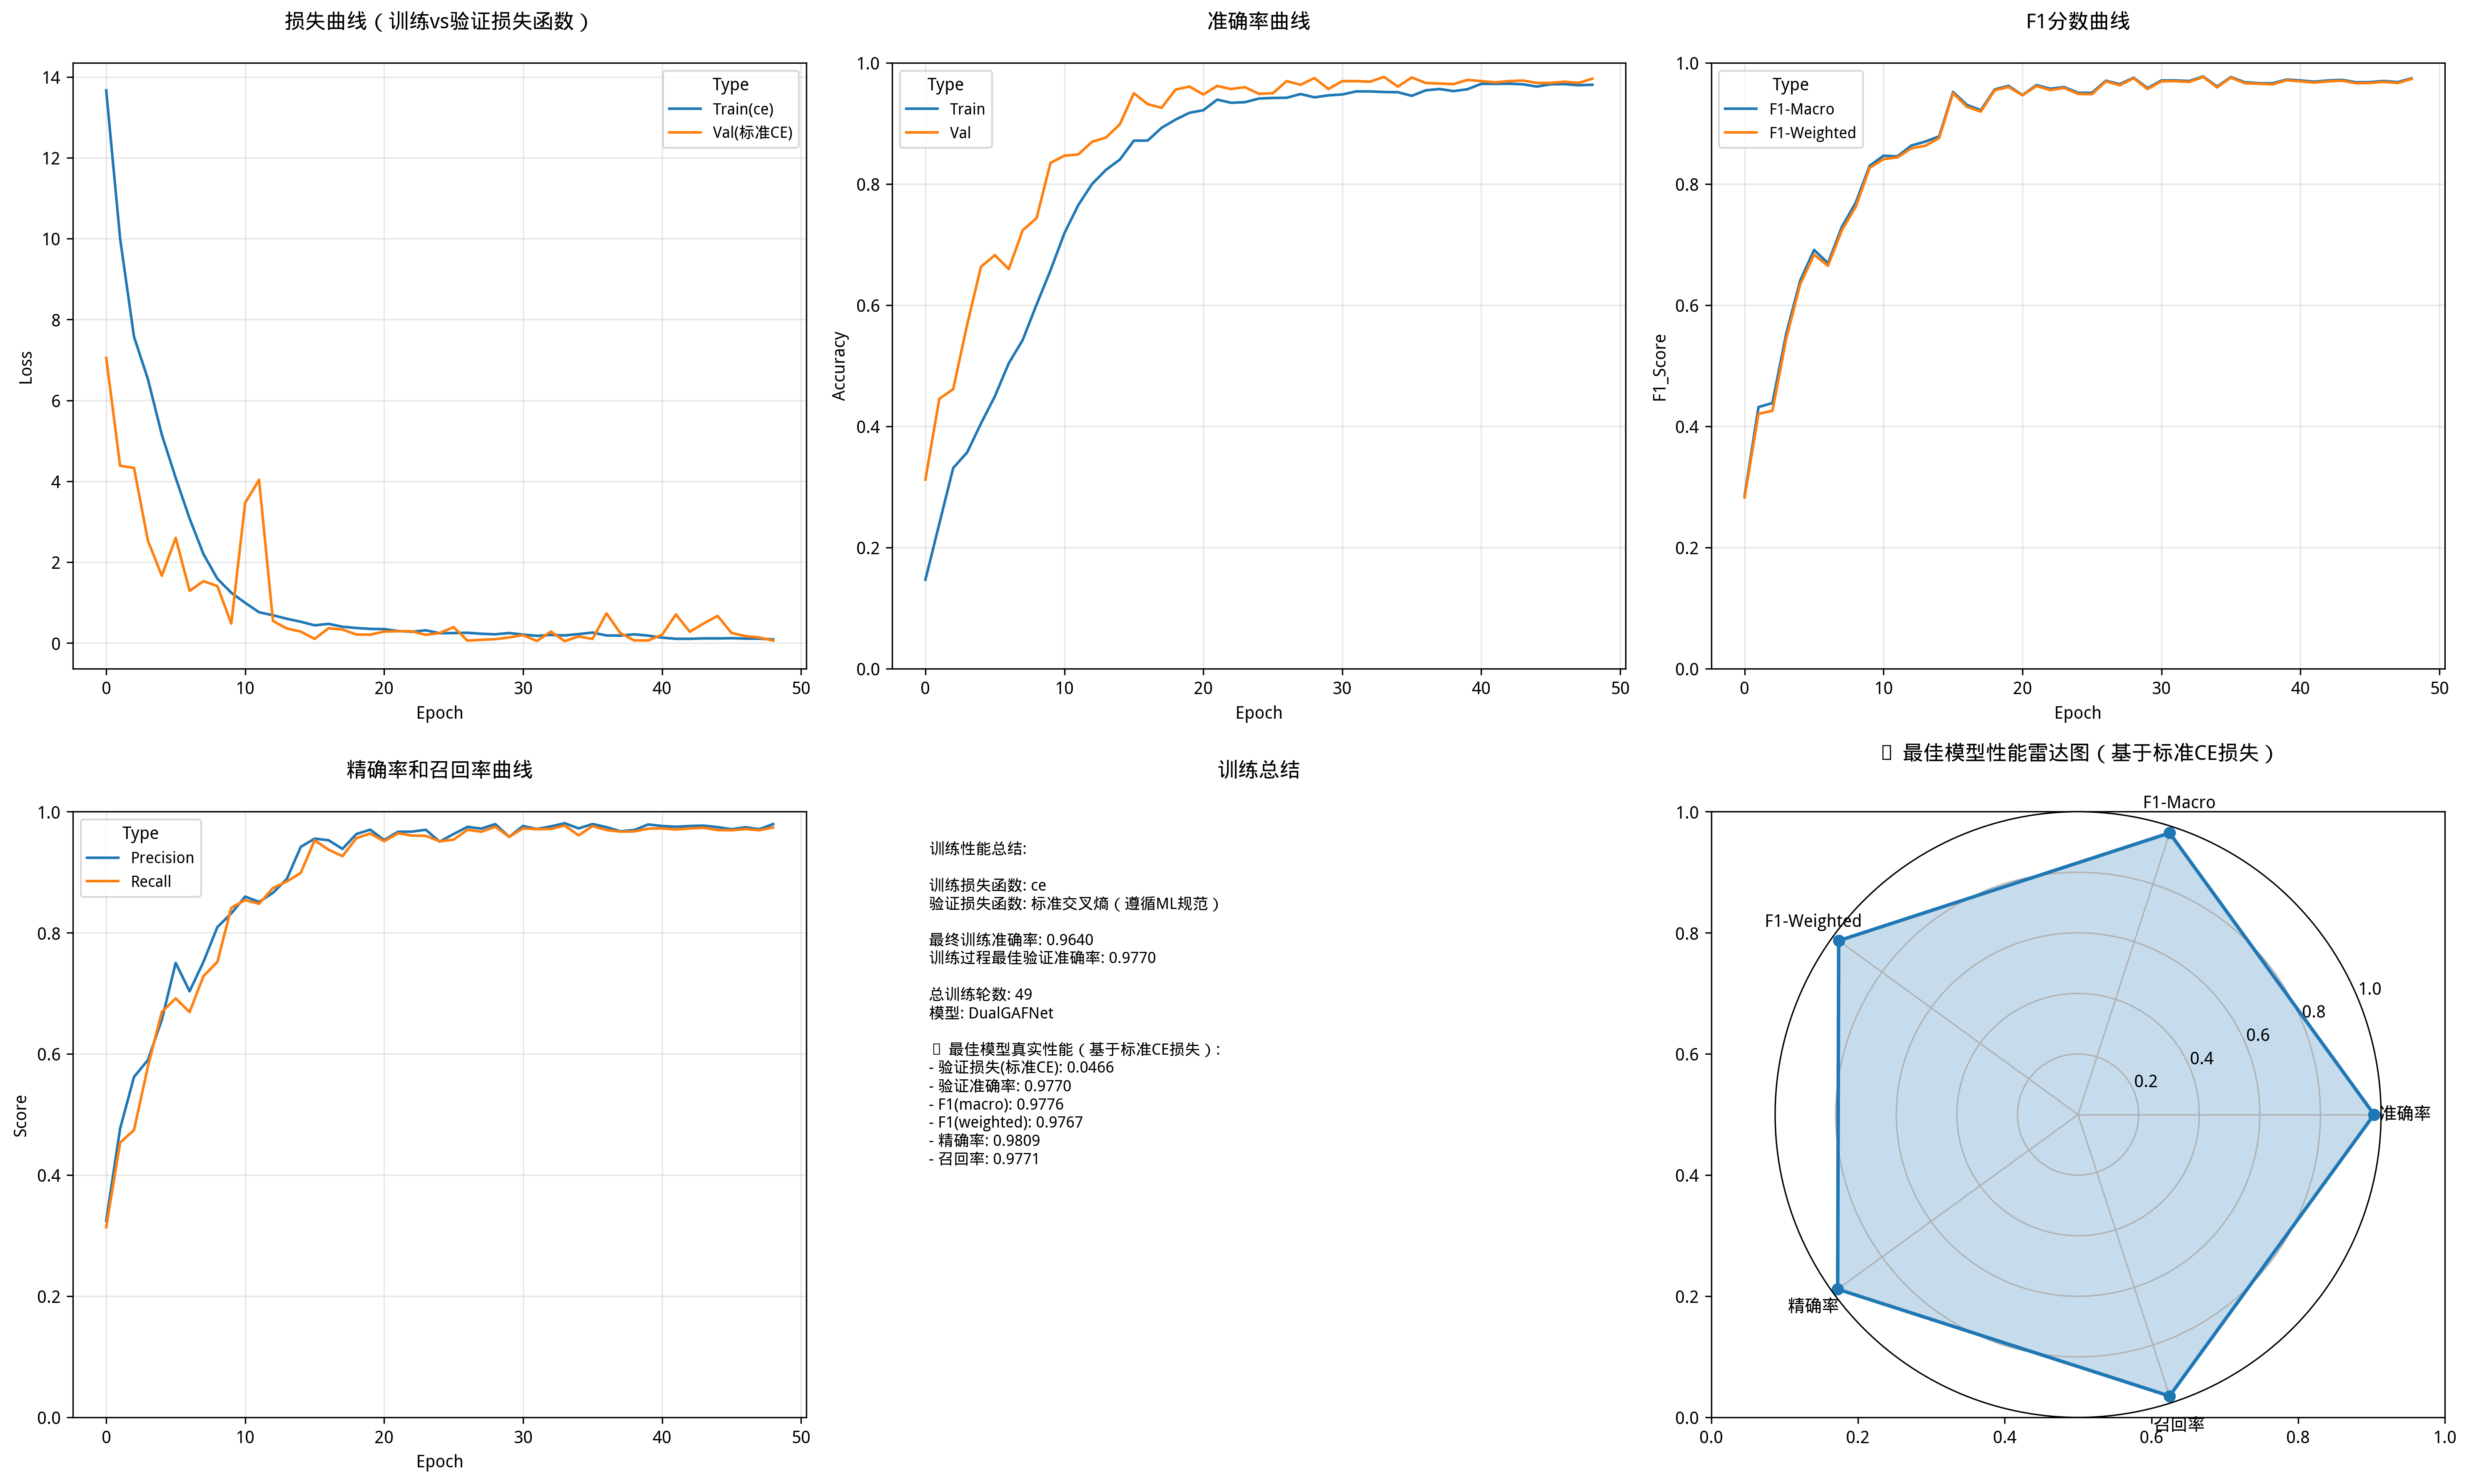 损失曲线（训练vs验证损失函数）
Type
Train(ce)
Val(标准CE)
14
12
10
8
6
4
2
0
Loss
0 10 20 30 40 50
Epoch
准确率曲线
Type
Train
Val
1.0
0.8
0.6
0.4
0.2
0.0
Accuracy
0 10 20 30 40 50
Epoch
F1分数曲线
Type
F1-Macro
F1-Weighted
1.0
0.8
0.6
0.4
0.2
0.0
F1_Score
0 10 20 30 40 50
Epoch
精确率和召回率曲线
Type
Precision
Recall
1.0
0.8
0.6
0.4
0.2
0.0
Score
0 10 20 30 40 50
Epoch
训练总结
训练性能总结:
训练损失函数: ce
验证损失函数: 标准交叉熵（遵循ML规范）
最终训练准确率: 0.9640
训练过程最佳验证准确率: 0.9770
总训练轮数: 49
模型: DualGAFNet
最佳模型真实性能（基于标准CE损失）:
- 验证损失(标准CE): 0.0466
- 验证准确率: 0.9770
- F1(macro): 0.9776
- F1(weighted): 0.9767
- 精确率: 0.9809
- 召回率: 0.9771
最佳模型性能雷达图（基于标准CE损失）
F1-Macro
F1-Weighted
准确率
精确率
召回率
1.0
0.8
0.6
0.4
0.2
1.0
0.8
0.6
0.4
0.2
0.0
0.0 0.2 0.4 0.6 0.8 1.0